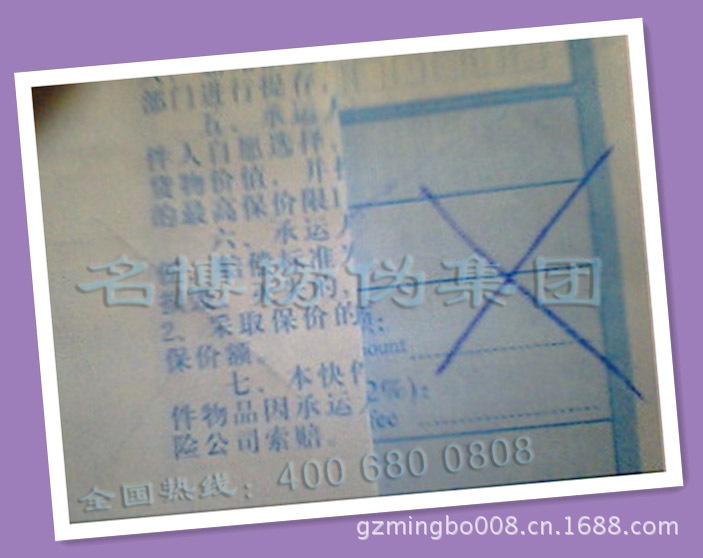 部门进行提存
五、承运人
件人自愿选择，
货物价值，并
的最高保价限
六、承运人
2、采取保价的
保价额。
七、本快件
件物品因承运人
险公司索赔。
ount
2%):
fee
名博防伪集团
全国热线：400 680 0808
gzmingbo008.cn.1688.com